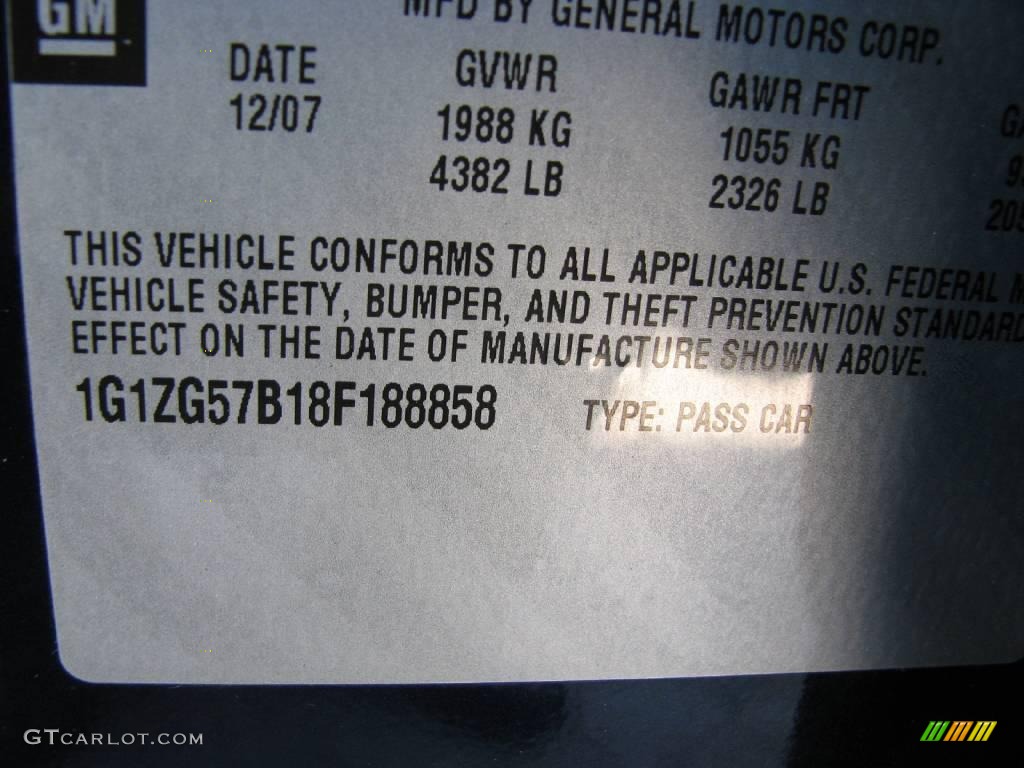 GM
MFD BY GENERAL MOTORS CORP.
DATE GVWR GAWR FRT
12/07 1988 KG 1055 KG
4382 LB 2326 LB
THIS VEHICLE CONFORMS TO ALL APPLICABLE U.S. FEDERAL
VEHICLE SAFETY, BUMPER, AND THEFT PREVENTION STANDARD
EFFECT ON THE DATE OF MANUFACTURE SHOWN ABOVE.
1G1ZG57B18F188858 TYPE: PASS CAR
GTCARLOT.COM